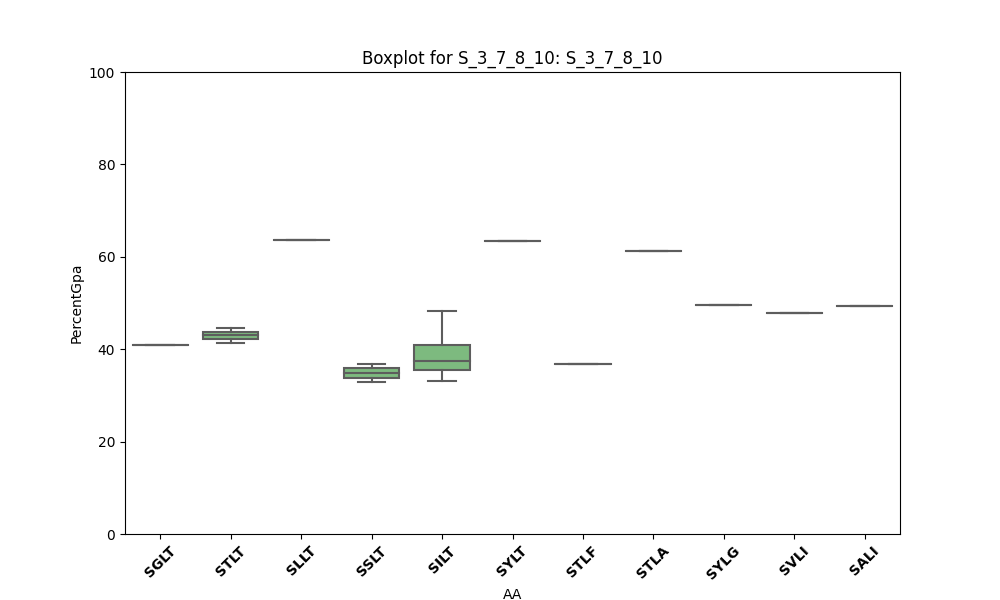 Boxplot for S_3_7_8_10: S_3_7_8_10
100
80
60
40
20
0
PercentGpa
SGLT
STLT
SLLT
SSLT
SILT
SYLT
STLF
STLA
SYLG
SVLI
SALI
AA